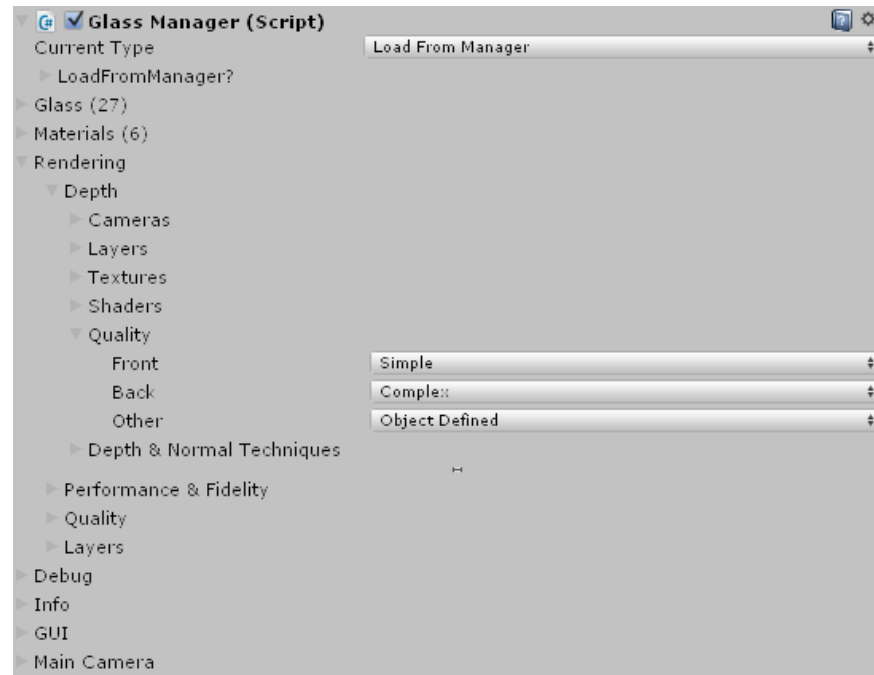 Glass Manager (Script)
Current Type Load From Manager
LoadFromManager?
Glass (27)
Materials (6)
Rendering
Depth
Cameras
Layers
Textures
Shaders
Quality
Front Simple
Back Complex
Other Object Defined
Depth & Normal Techniques
Performance & Fidelity
Quality
Layers
Debug
Info
GUI
Main Camera